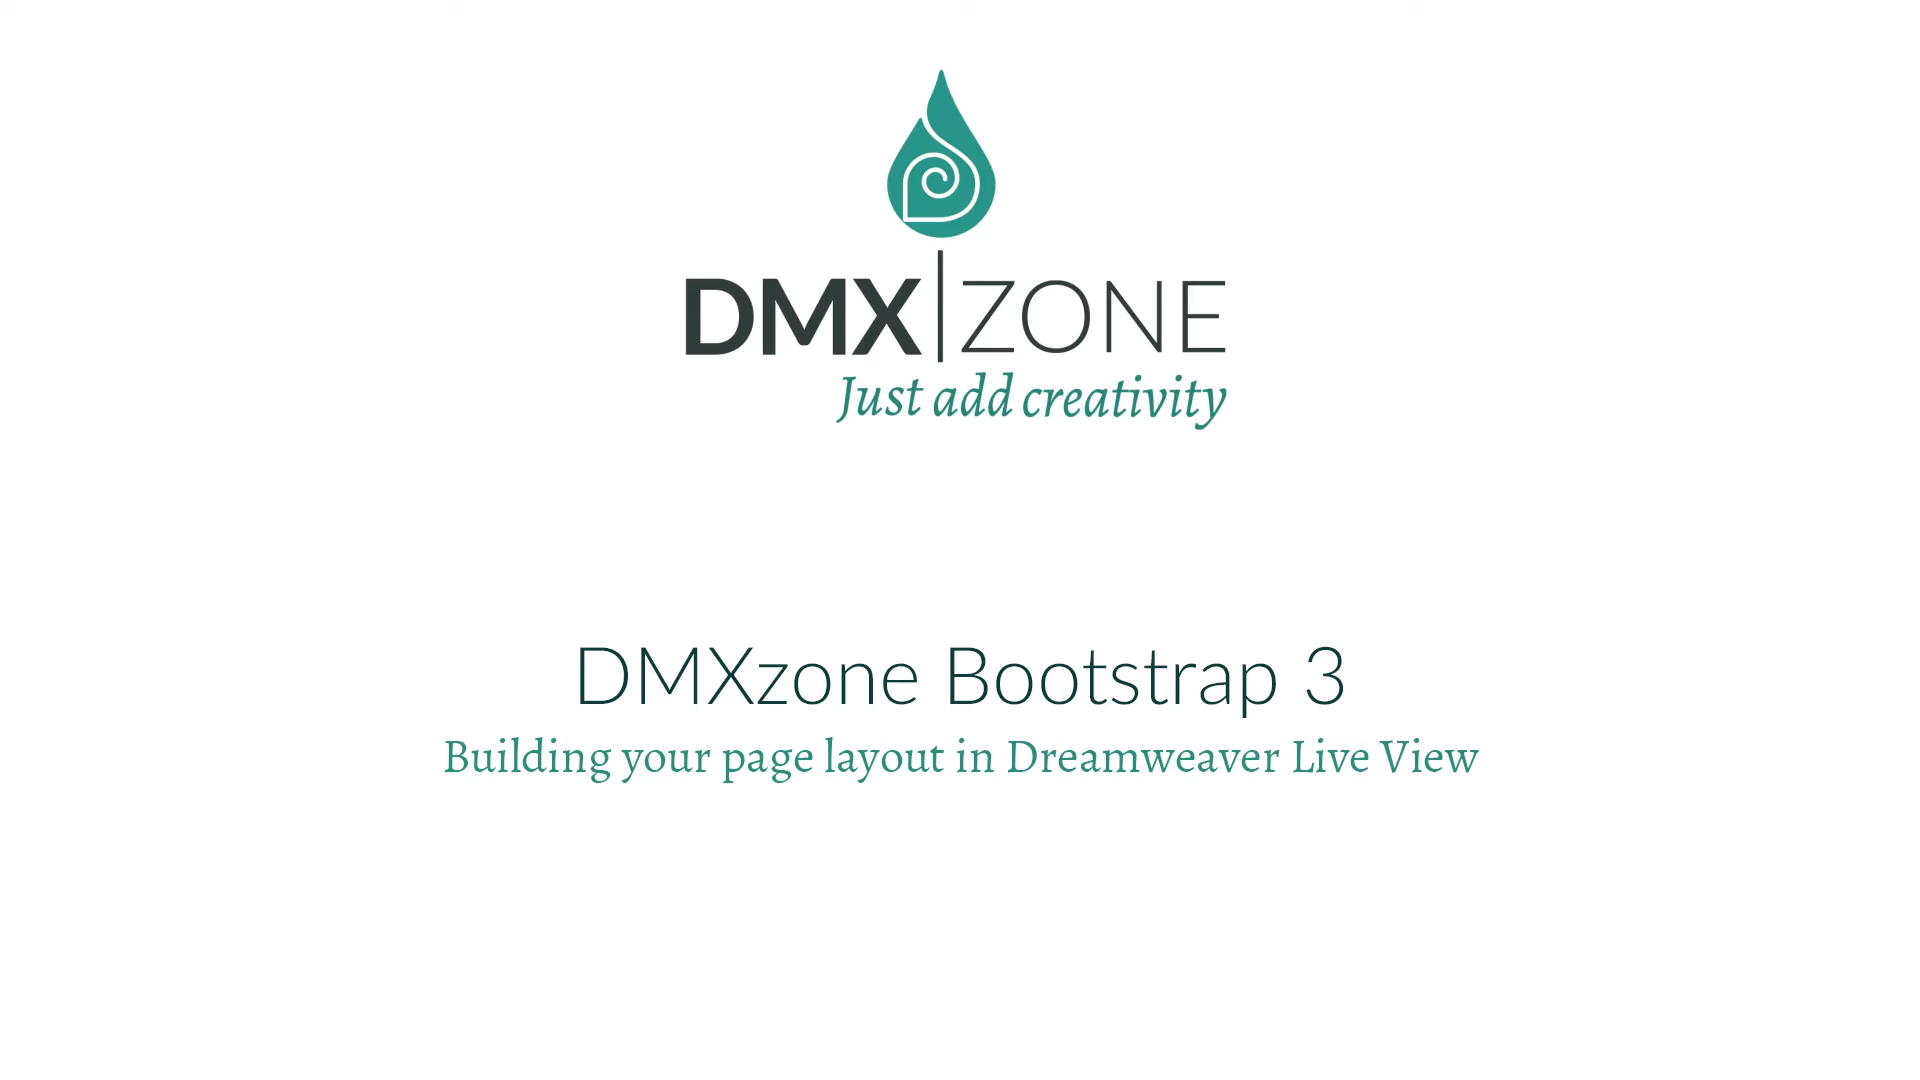 DMX|ZONE
Just add creativity
DMXzone Bootstrap 3
Building your page layout in Dreamweaver Live View